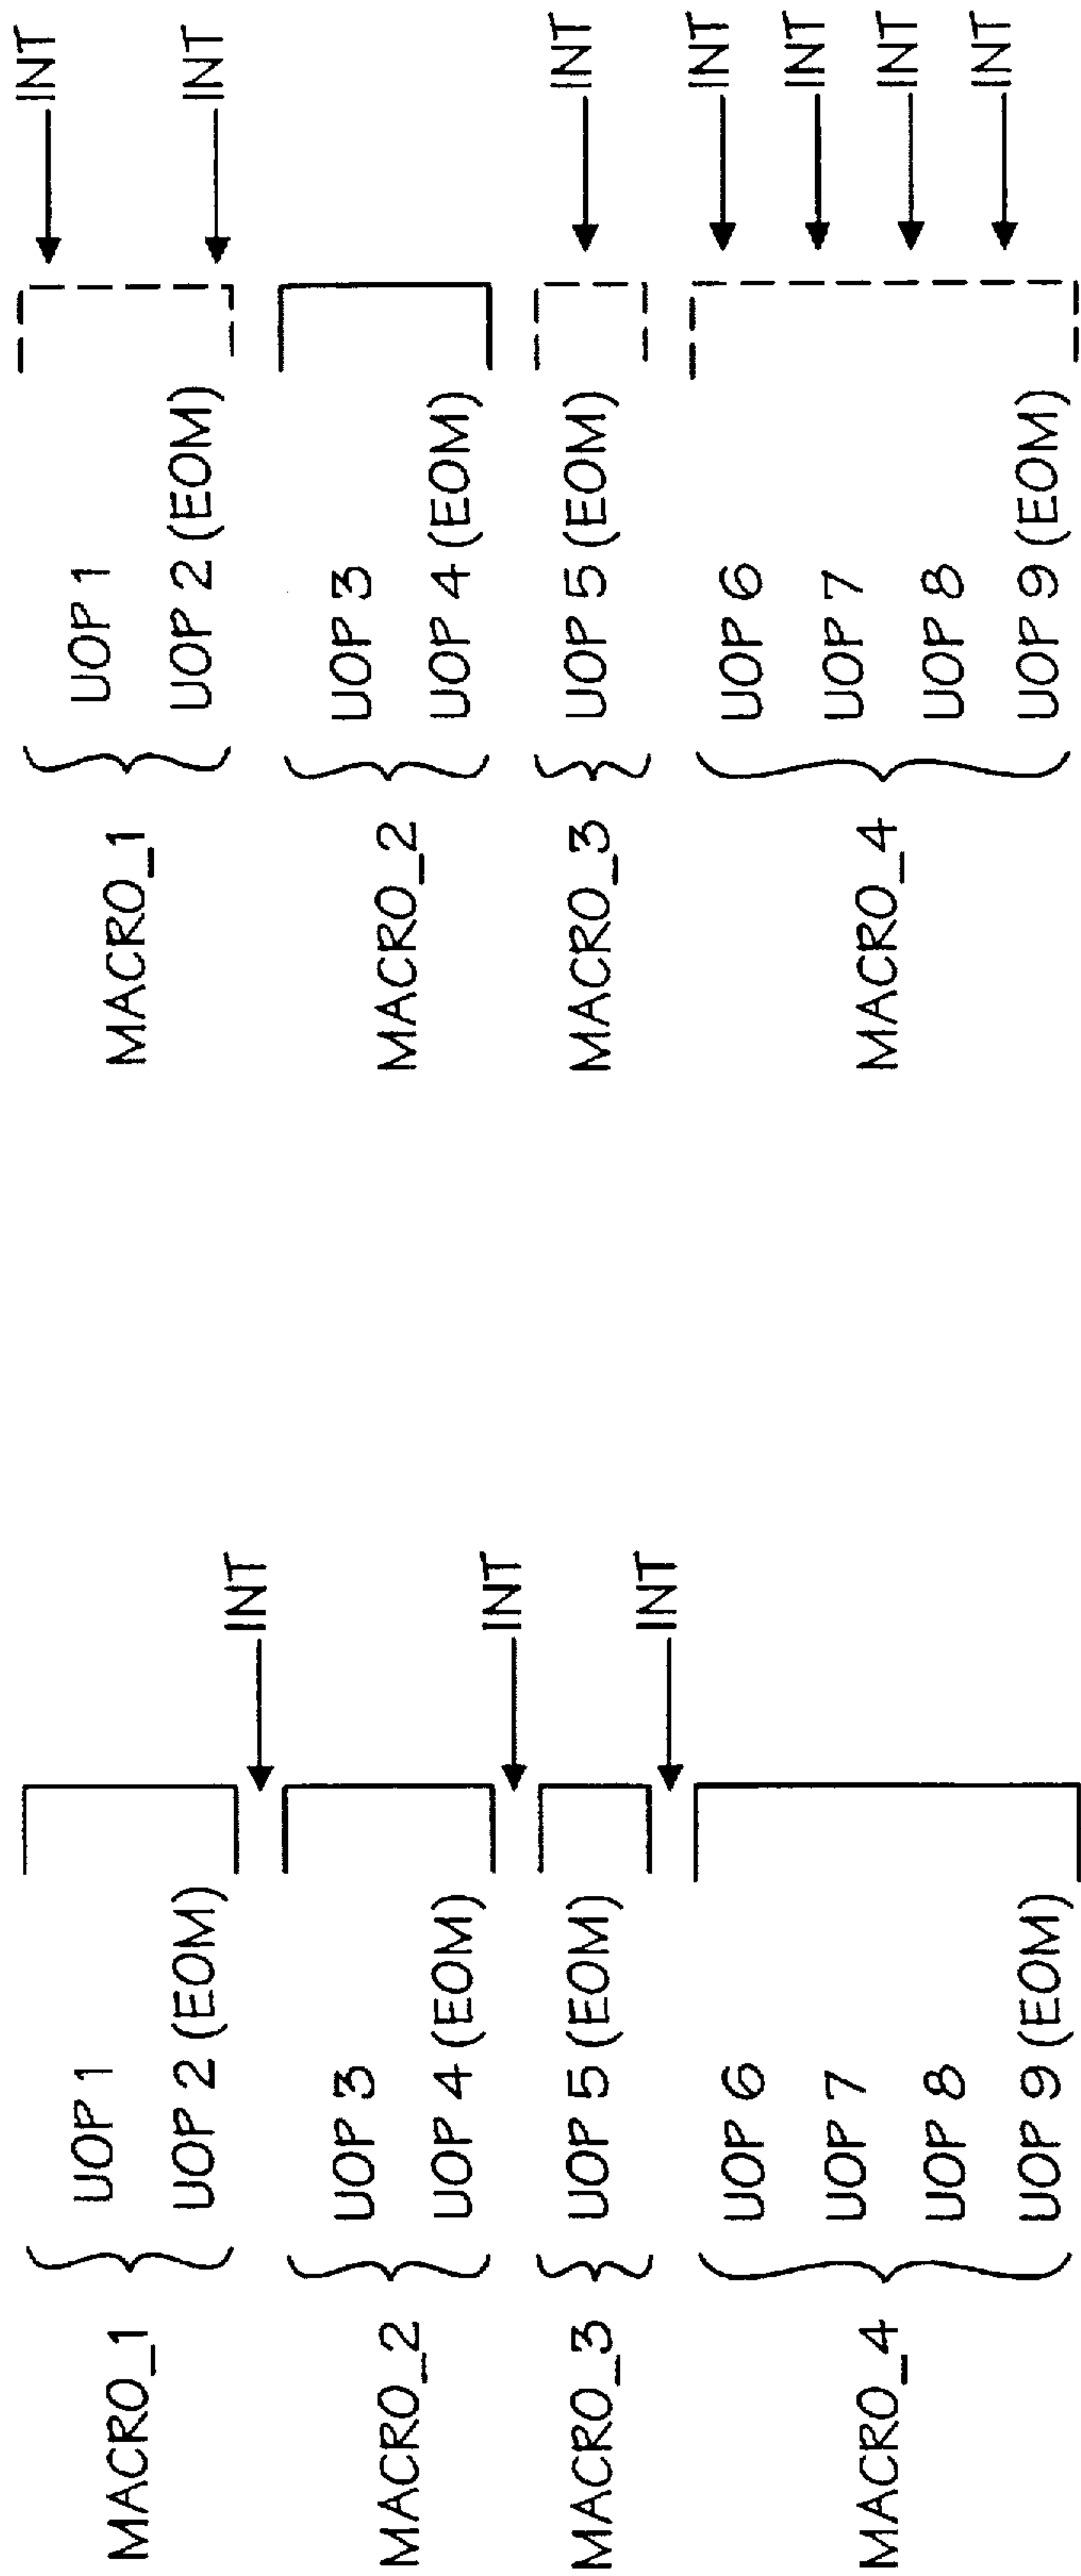 UOP 1
MACRO_1
UOP 2 (EOM)
INT
UOP 3
MACRO_2
UOP 4 (EOM)
INT
MACRO_3
UOP 5 (EOM)
INT
UOP 6
UOP 7
MACRO_4
UOP 8
UOP 9 (EOM)
INT
UOP 1
MACRO_1
UOP 2 (EOM)
INT
UOP 3
MACRO_2
UOP 4 (EOM)
MACRO_3
UOP 5 (EOM)
INT
UOP 6
INT
UOP 7
INT
MACRO_4
UOP 8
INT
UOP 9 (EOM)
INT